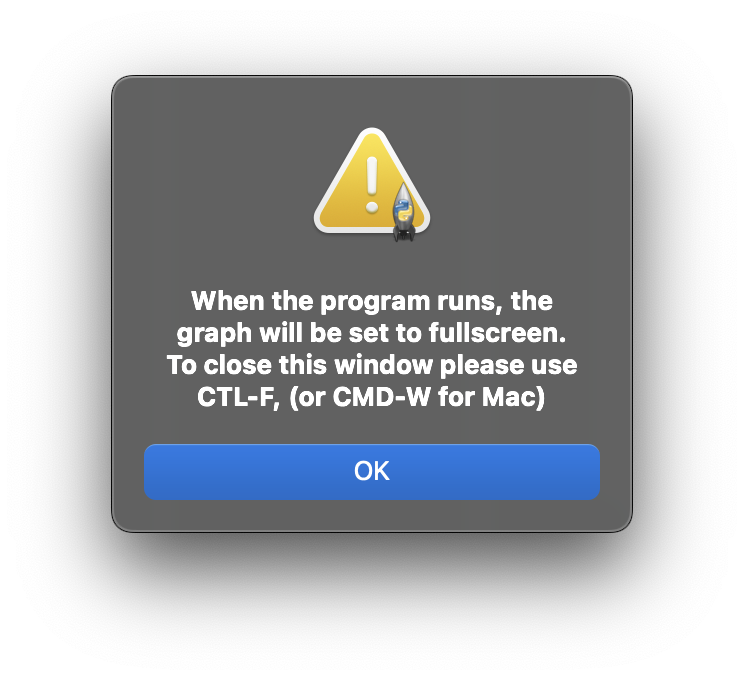 When the program runs, the
graph will be set to fullscreen.
To close this window please use
CTL-F, (or CMD-W for Mac)
OK